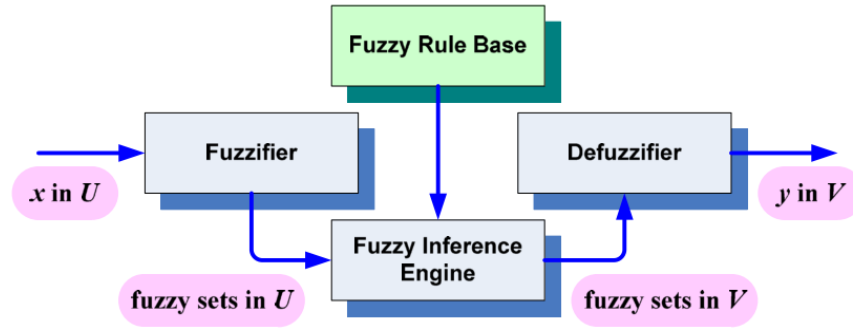 Fuzzy Rule Base
Fuzzifier
Defuzzifier
x in U
y in V
Fuzzy Inference
Engine
fuzzy sets in U
fuzzy sets in V